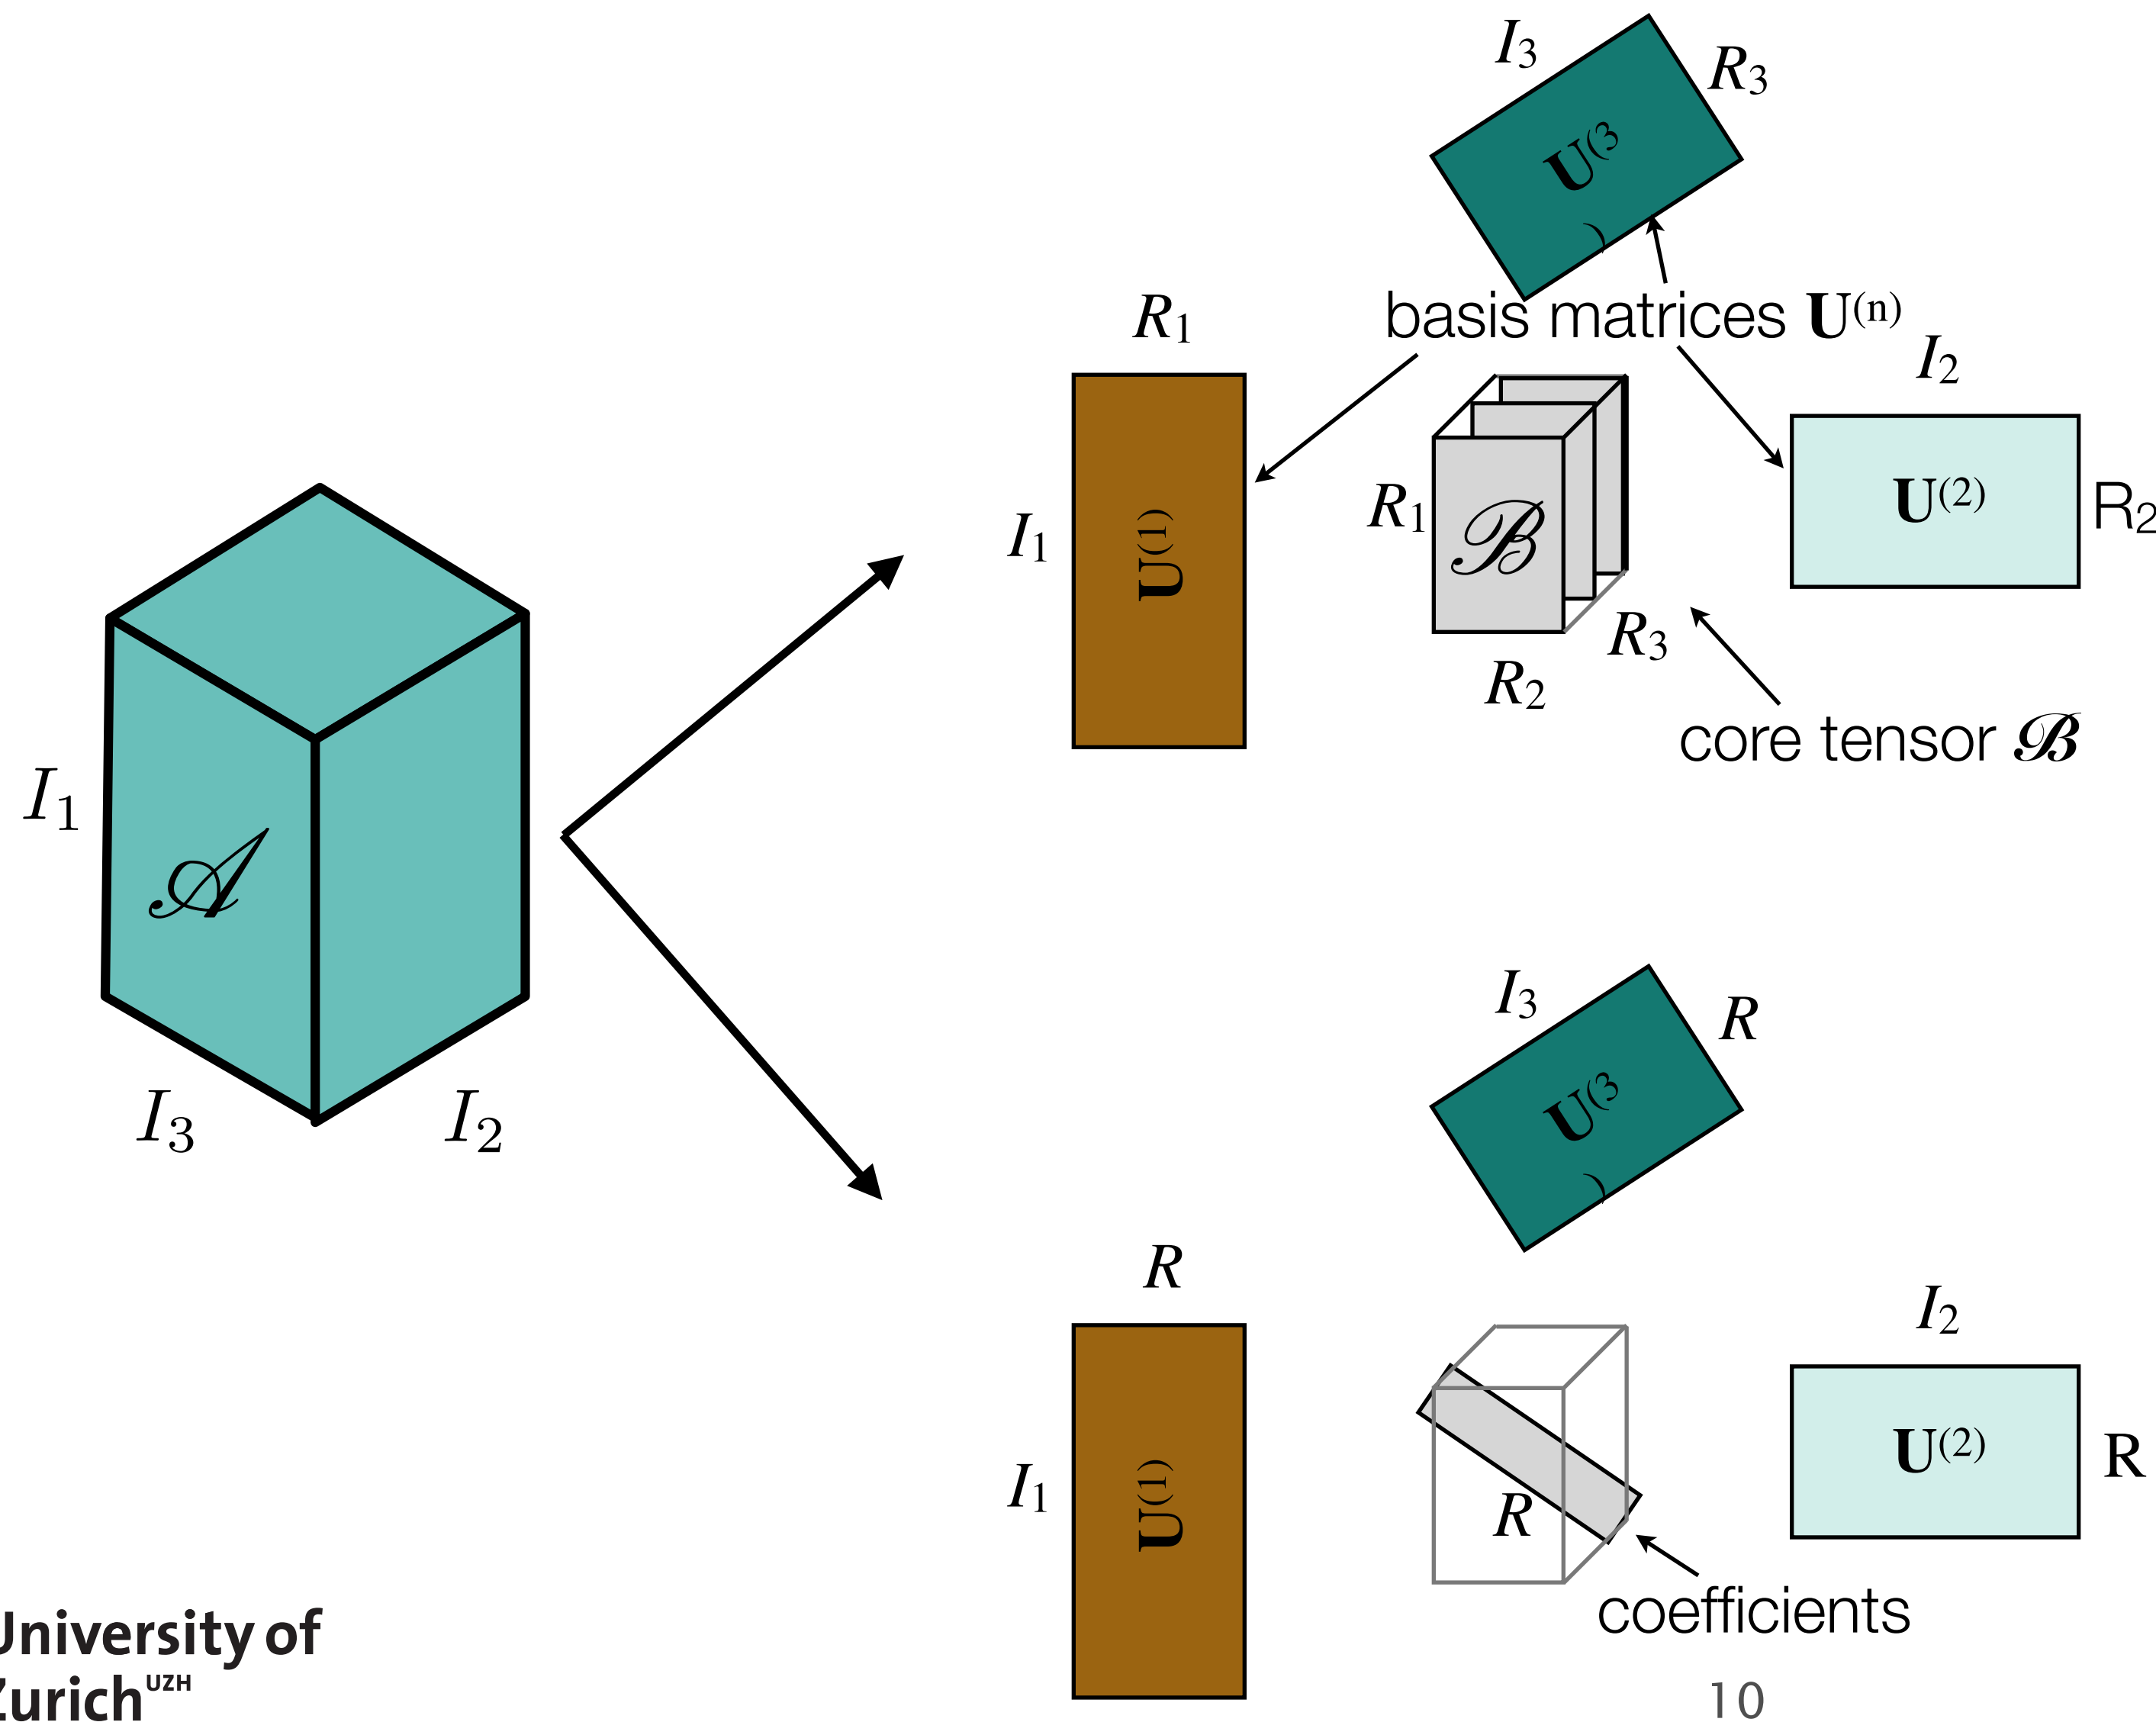 I₃
R₃
U⁽³⁾
R₁
basis matrices U⁽ⁿ⁾
I₂
I₁
U⁽¹⁾
R₁
ℬ
U⁽²⁾
R₂
R₃
R₂
core tensor ℬ
I₁
𝒜
I₃
I₂
I₃
R
U⁽³⁾
R
I₂
I₁
U⁽¹⁾
R
U⁽²⁾
R
coefficients
University of
Zurich UZH
10